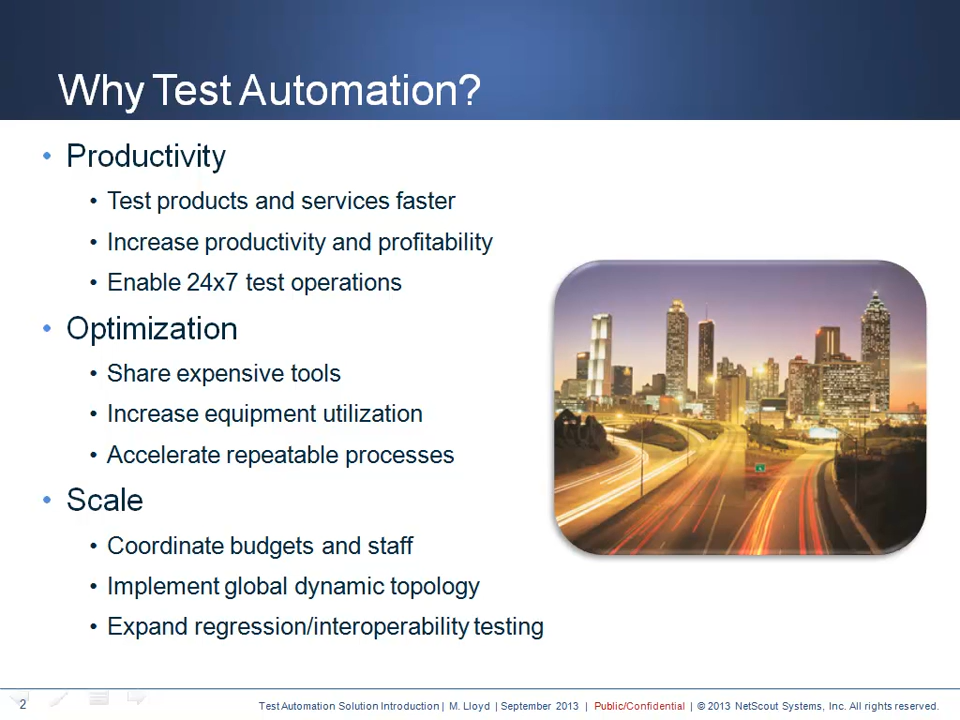 Why Test Automation?
• Productivity
• Test products and services faster
• Increase productivity and profitability
• Enable 24x7 test operations
• Optimization
• Share expensive tools
• Increase equipment utilization
• Accelerate repeatable processes
• Scale
• Coordinate budgets and staff
• Implement global dynamic topology
• Expand regression/interoperability testing
2
Test Automation Solution Introduction | M. Lloyd | September 2013 | Public/Confidential | © 2013 NetScout Systems, Inc. All rights reserved.